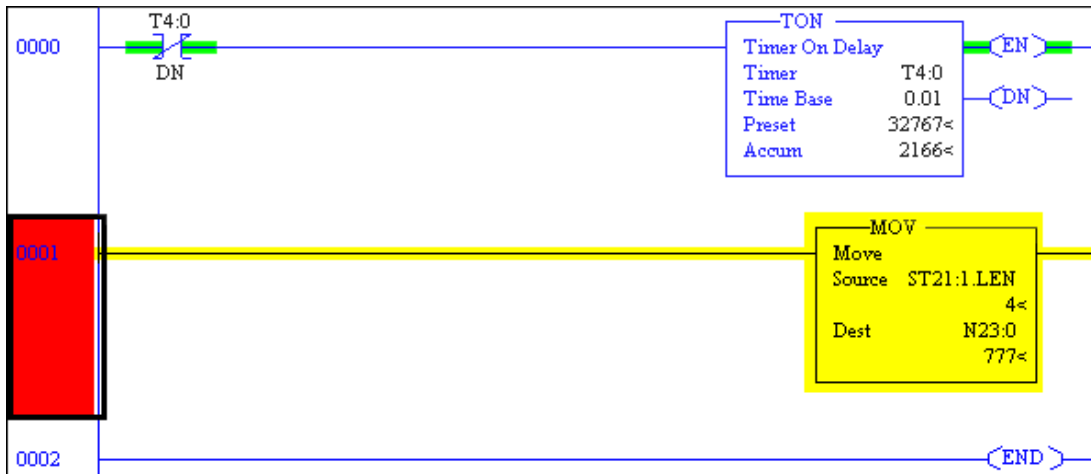 T4:0
0000
DN
TON
Timer On Delay
Timer T4:0
Time Base 0.01
Preset 32767<
Accum 2166<
EN
DN
0001
MOV
Move
Source ST21:1.LEN
4<
Dest N23:0
777<
0002
END